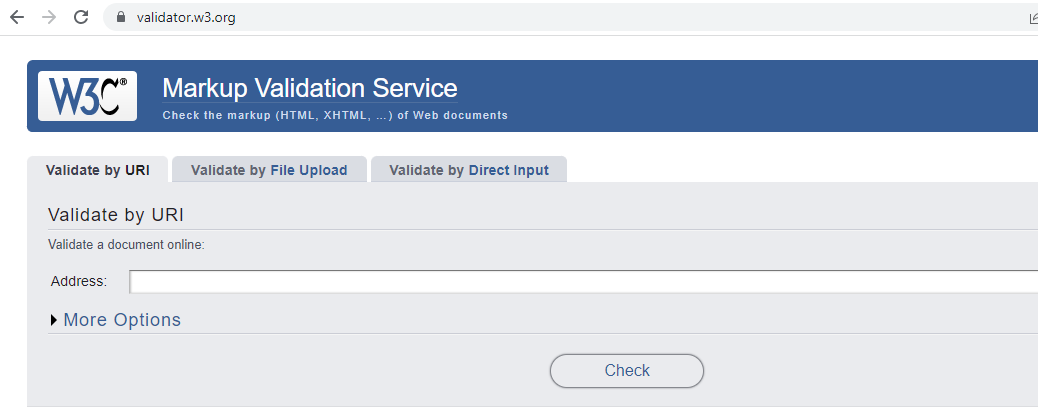 validator.w3.org
W3C® Markup Validation Service
Check the markup (HTML, XHTML, …) of Web documents
Validate by URI Validate by File Upload Validate by Direct Input
Validate by URI
Validate a document online:
Address:
More Options
Check